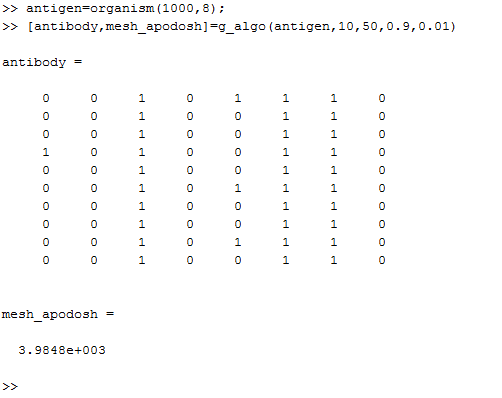 >> antigen=organism(1000,8);
>> [antibody,mesh_apodosh]=g_algo(antigen,10,50,0.9,0.01)
antibody =
0 0 1 0 1 1 1 0
0 0 1 0 0 1 1 0
0 0 1 0 0 1 1 0
1 0 1 0 0 1 1 0
0 0 1 0 0 1 1 0
0 0 1 0 1 1 1 0
0 0 1 0 0 1 1 0
0 0 1 0 0 1 1 0
0 0 1 0 1 1 1 0
0 0 1 0 0 1 1 0
mesh_apodosh =
3.9848e+003
>>